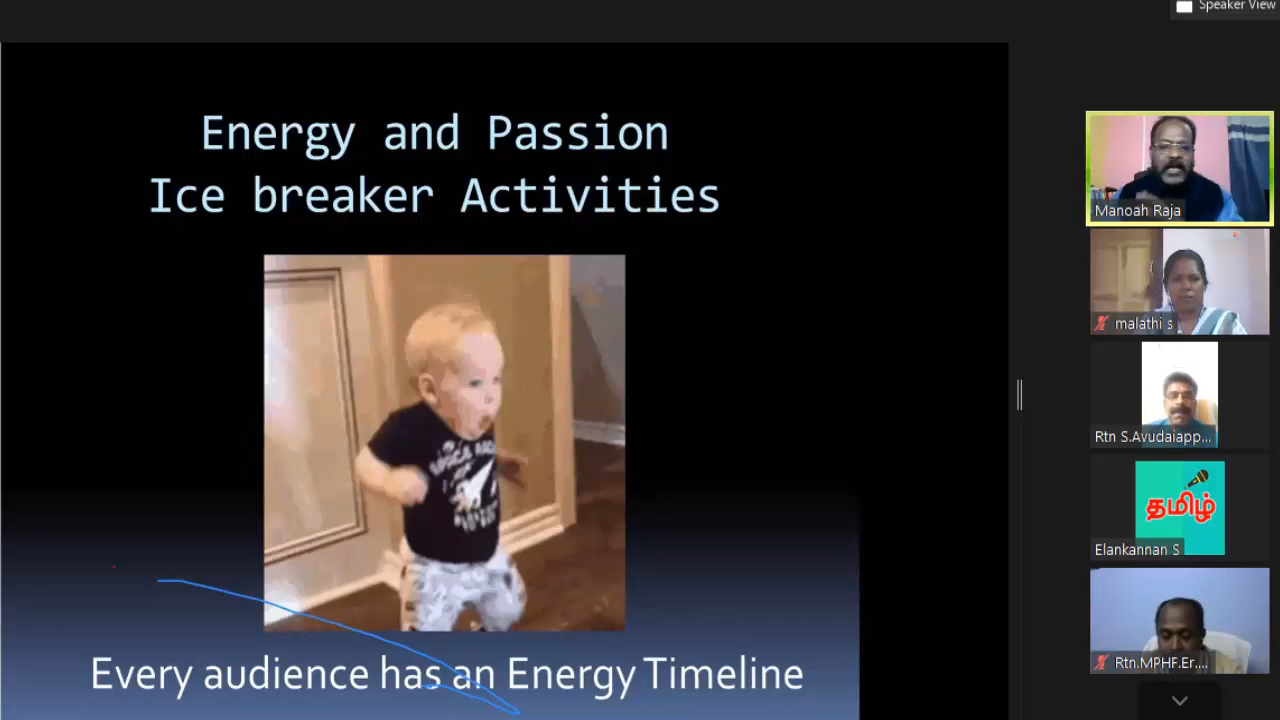 Speaker View
Energy and Passion
Ice breaker Activities
Every audience has an Energy Timeline
Manoah Raja
malathi s
Rtn S.Avudaiapp...
தமிழ்
Elankannan S
Rtn.MPHF.Er....